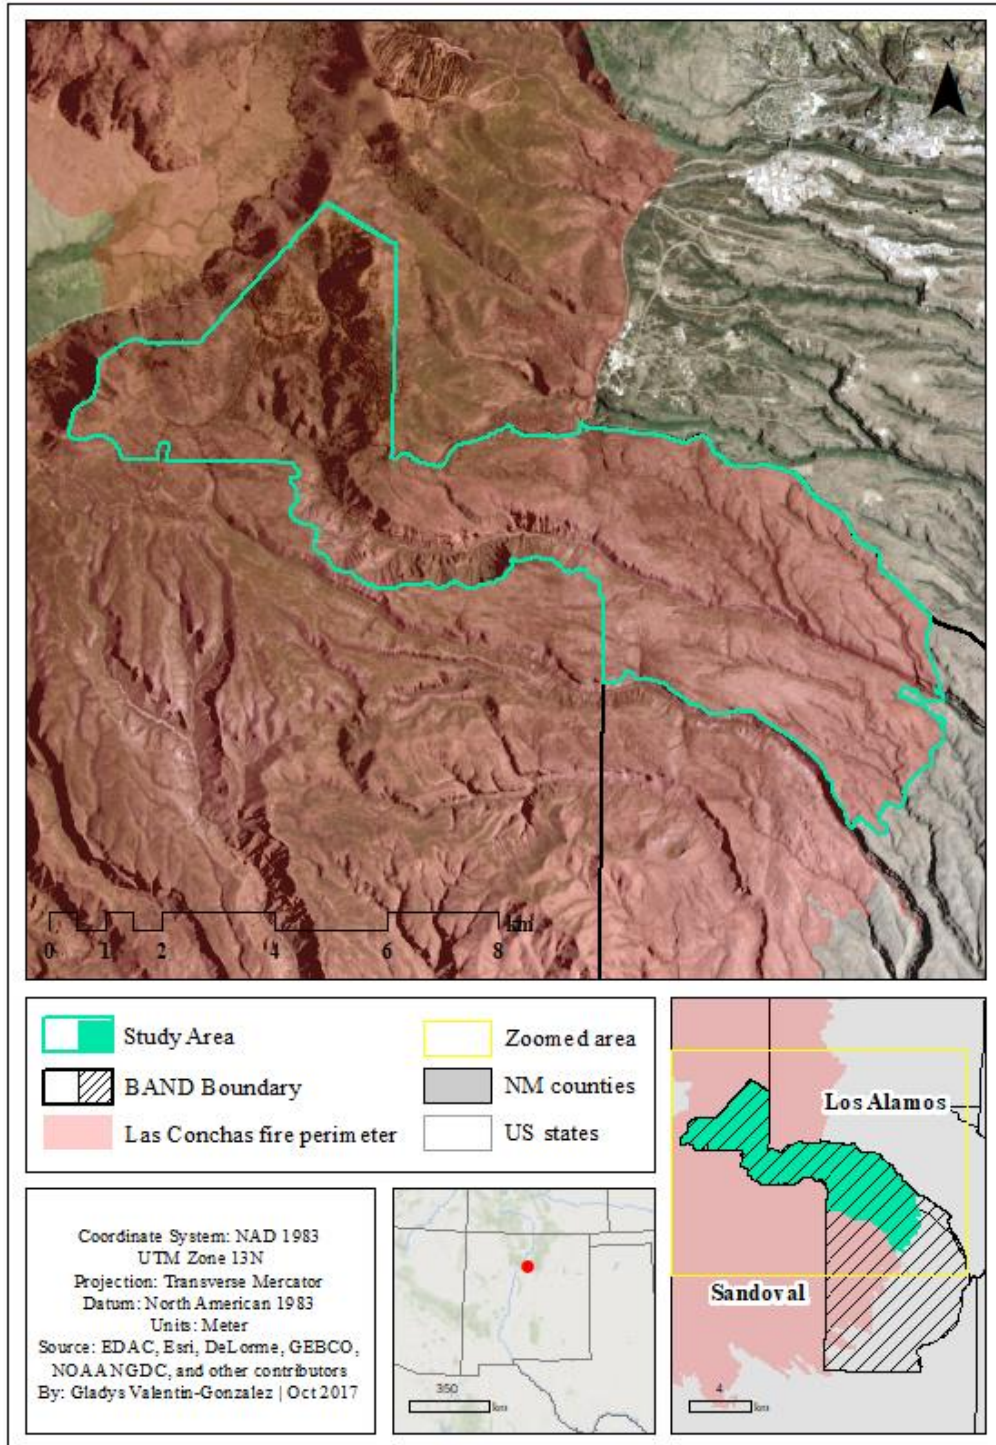 N
km
0 1 2 4 6 8
Study Area
BAND Boundary
Las Conchas fire perimeter
Zoomed area
NM counties
US states
Coordinate System: NAD 1983
UTM Zone 13N
Projection: Transverse Mercator
Datum: North American 1983
Units: Meter
Source: EDAC, Esri, DeLorme, GEBCO,
NOAANGDC, and other contributors
By: Gladys Valentin-Gonzalez | Oct 2017
350
km
Los Alamos
Sandoval
4
km